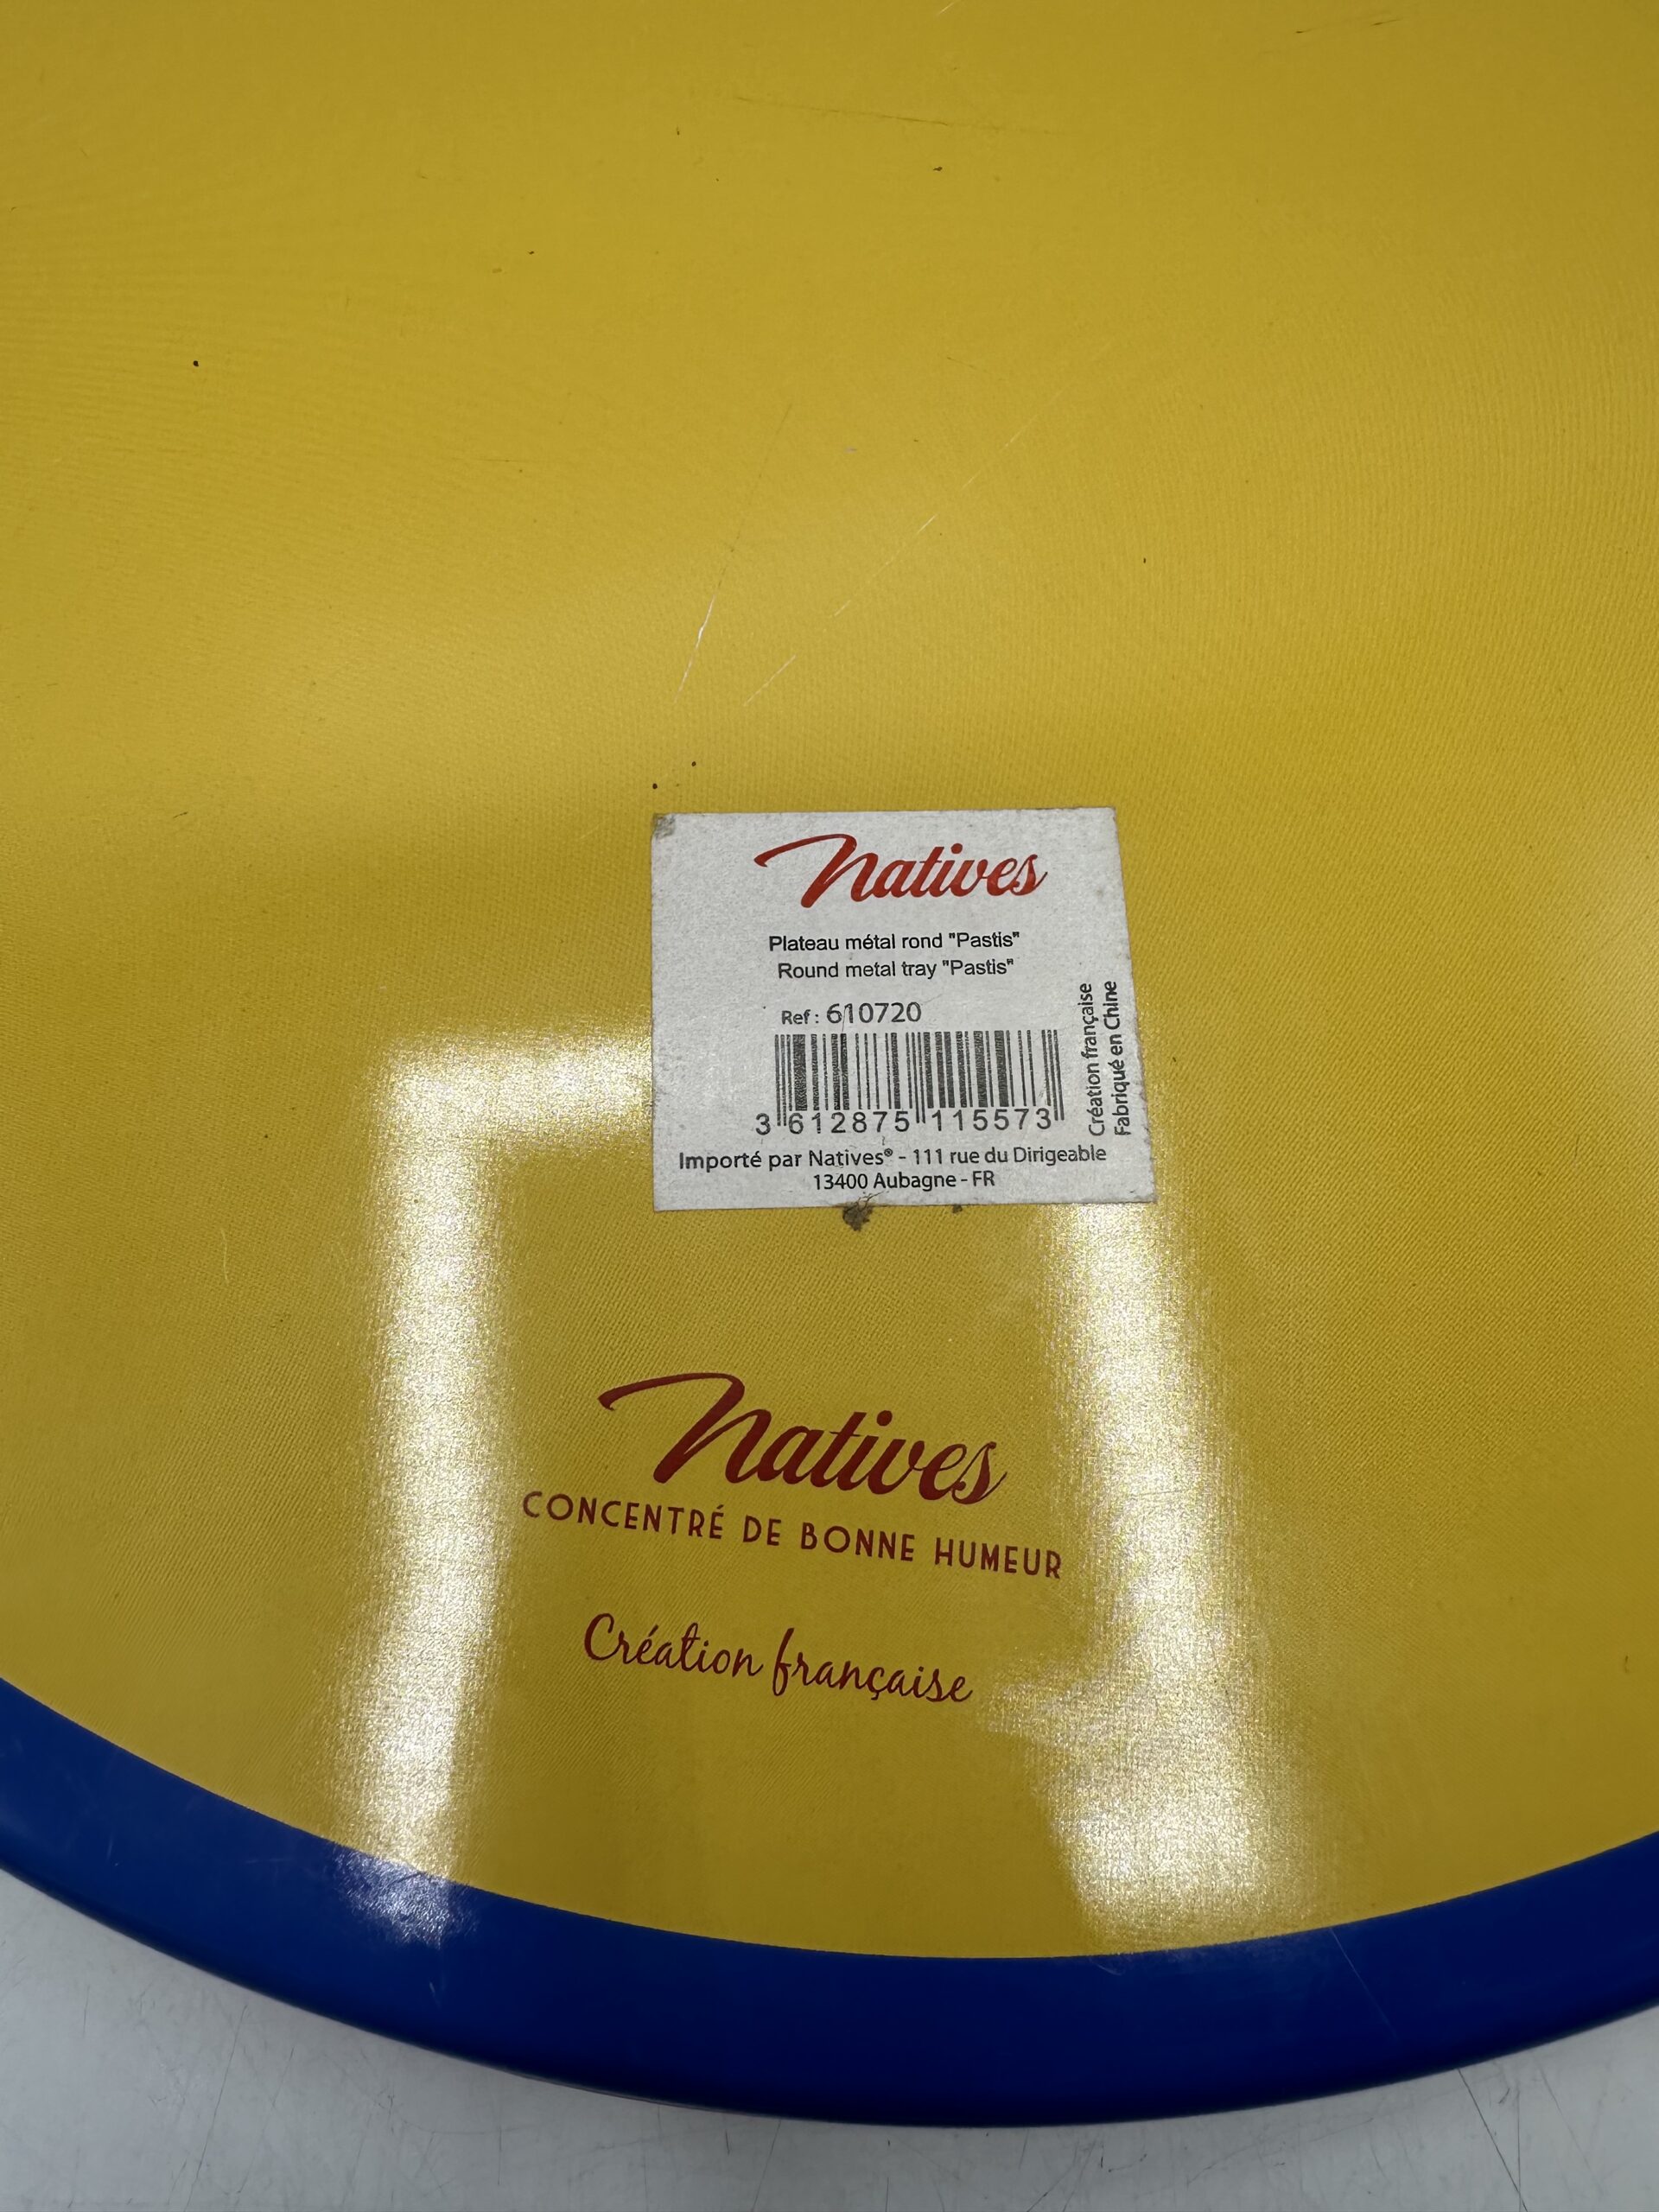 Natives
Plateau métal rond "Pastis"
Round metal tray "Pastis"
Ref : 610720
3 612875 115573
Création française
Fabriqué en Chine
Importé par Natives® - 111 rue du Dirigeable
13400 Aubagne - FR
Natives
CONCENTRÉ DE BONNE HUMEUR
Création française